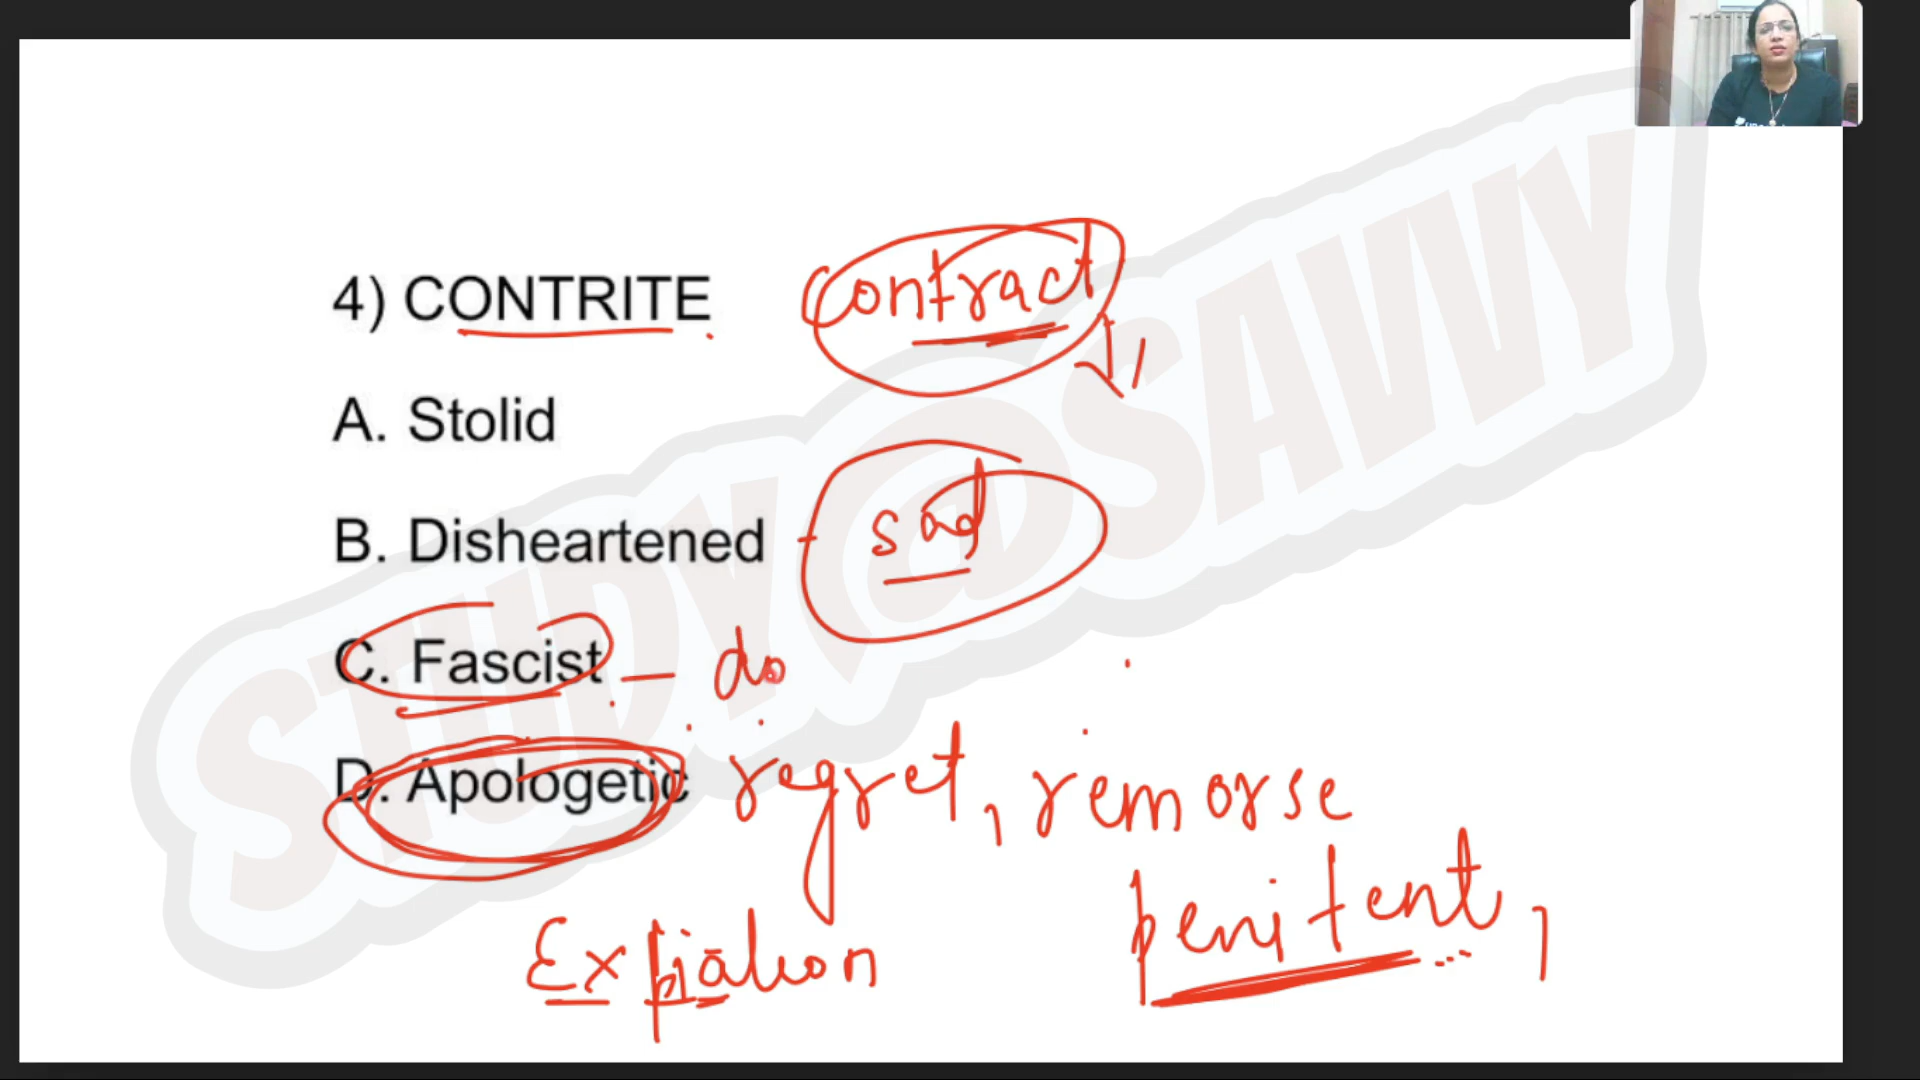 4) CONTRITE contract
A. Stolid
B. Disheartened - sad
C. Fascist - do
D. Apologetic regret, remorse
Expiation penitent,
STUDY@SAVVY